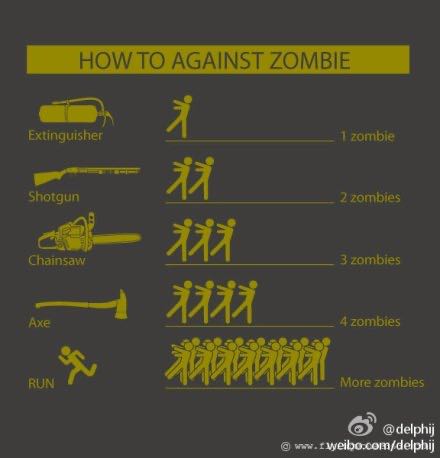 HOW TO AGAINST ZOMBIE
Extinguisher
1 zombie
Shotgun
2 zombies
Chainsaw
3 zombies
Axe
4 zombies
RUN
More zombies
@delphij
weibo.com/delphij